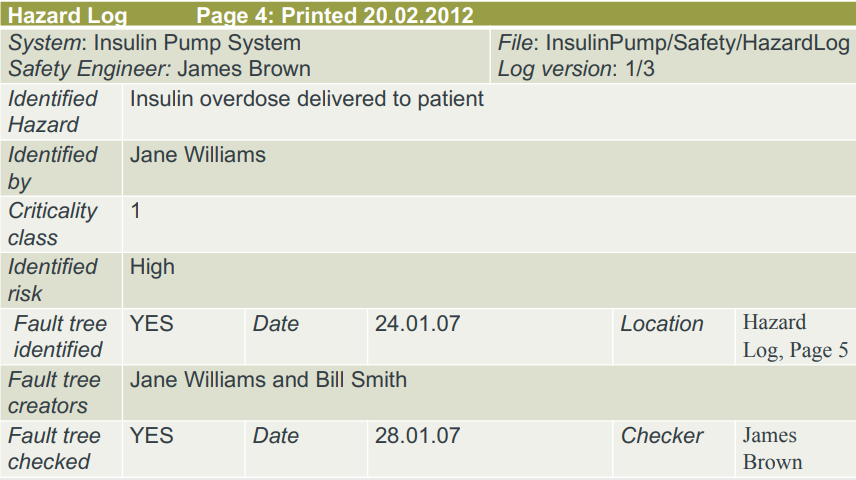 Hazard Log Page 4: Printed 20.02.2012
System: Insulin Pump System File: InsulinPump/Safety/HazardLog
Safety Engineer: James Brown Log version: 1/3
Identified Insulin overdose delivered to patient
Hazard
Identified Jane Williams
by
Criticality 1
class
Identified High
risk
Fault tree YES Date 24.01.07 Location Hazard
identified Log, Page 5
Fault tree Jane Williams and Bill Smith
creators
Fault tree YES Date 28.01.07 Checker James
checked Brown